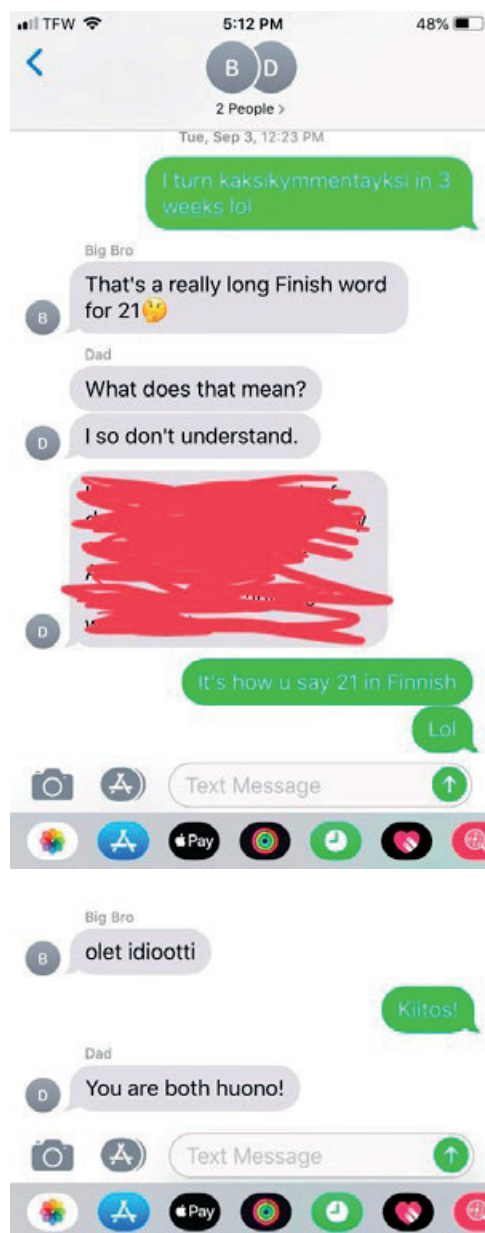 TFW
5:12 PM
48%
B D
2 People >
Tue, Sep 3, 12:23 PM
I turn kaksikymmentayksi in 3
weeks lol
Big Bro
That's a really long Finish word
for 21🤔
B
Dad
What does that mean?
I so don't understand.
D
D
It's how u say 21 in Finnish
Lol
Text Message
Pay
Big Bro
olet idiootti
B
Kiitos!
Dad
You are both huono!
D
Text Message
Pay